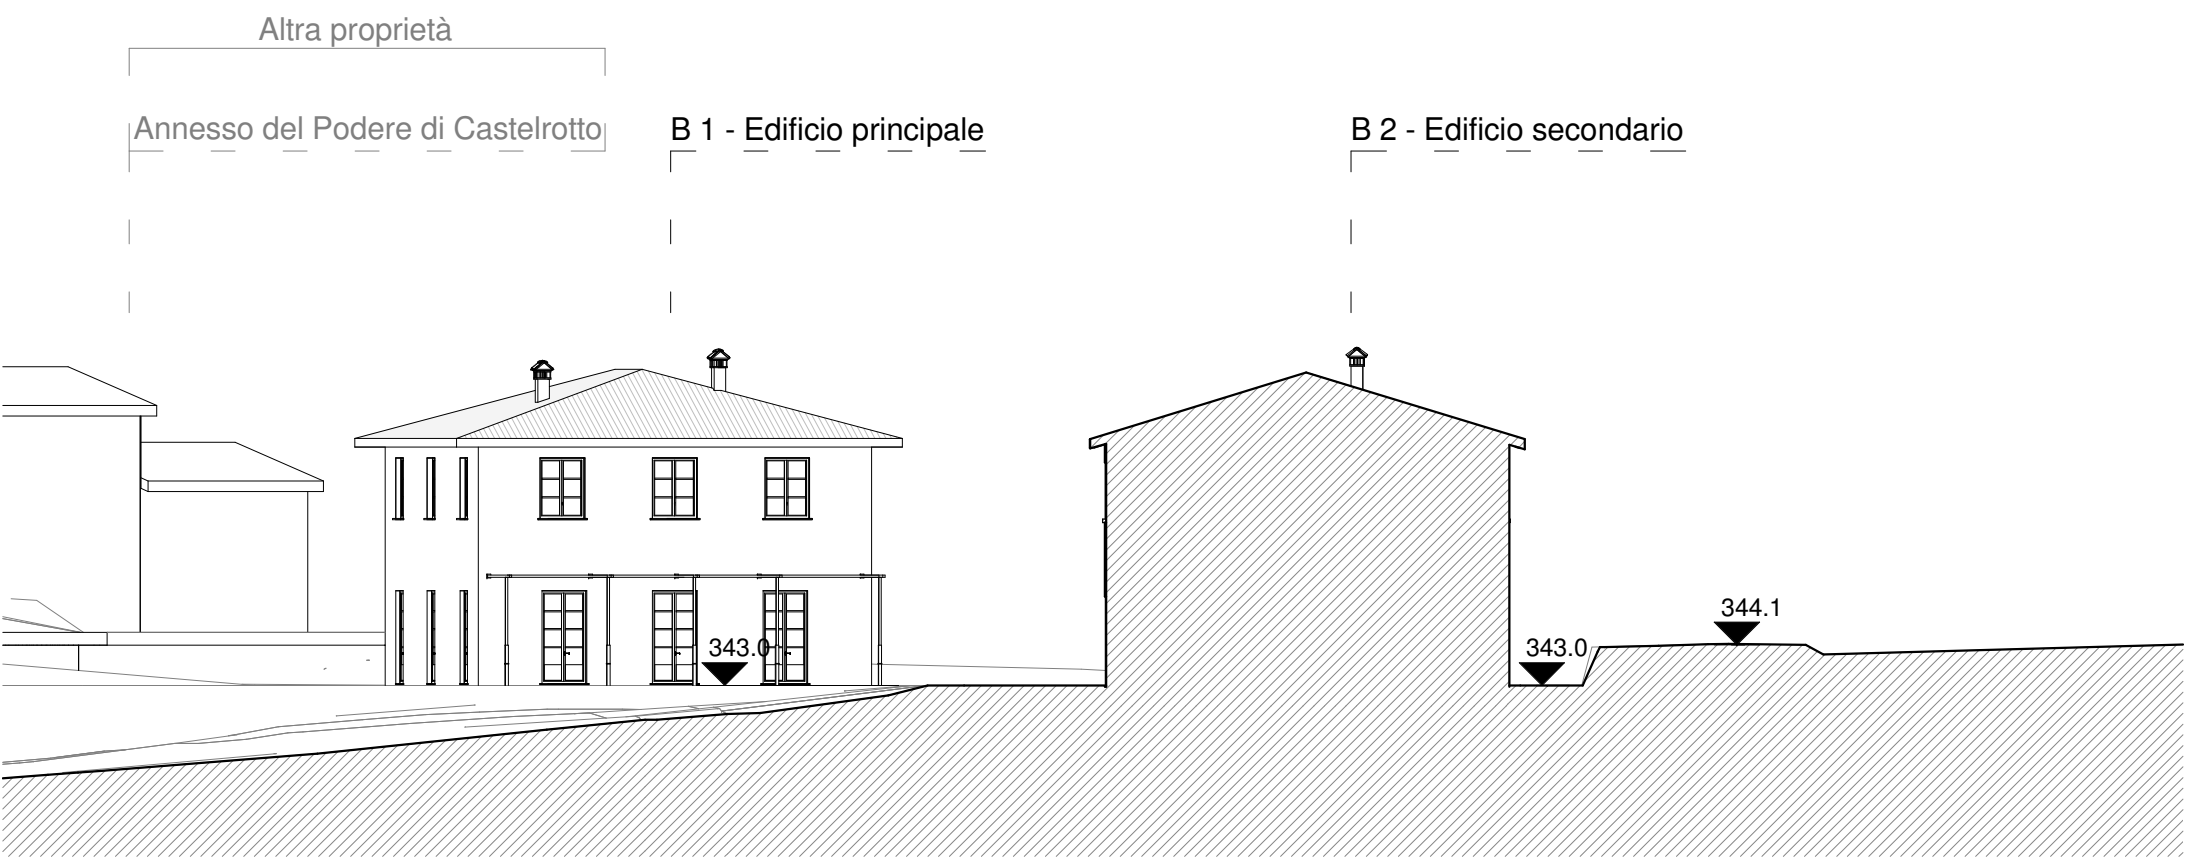 Altra proprietà
Annesso del Podere di Castelrotto
B 1 - Edificio principale
B 2 - Edificio secondario
344.1
343.0
343.0